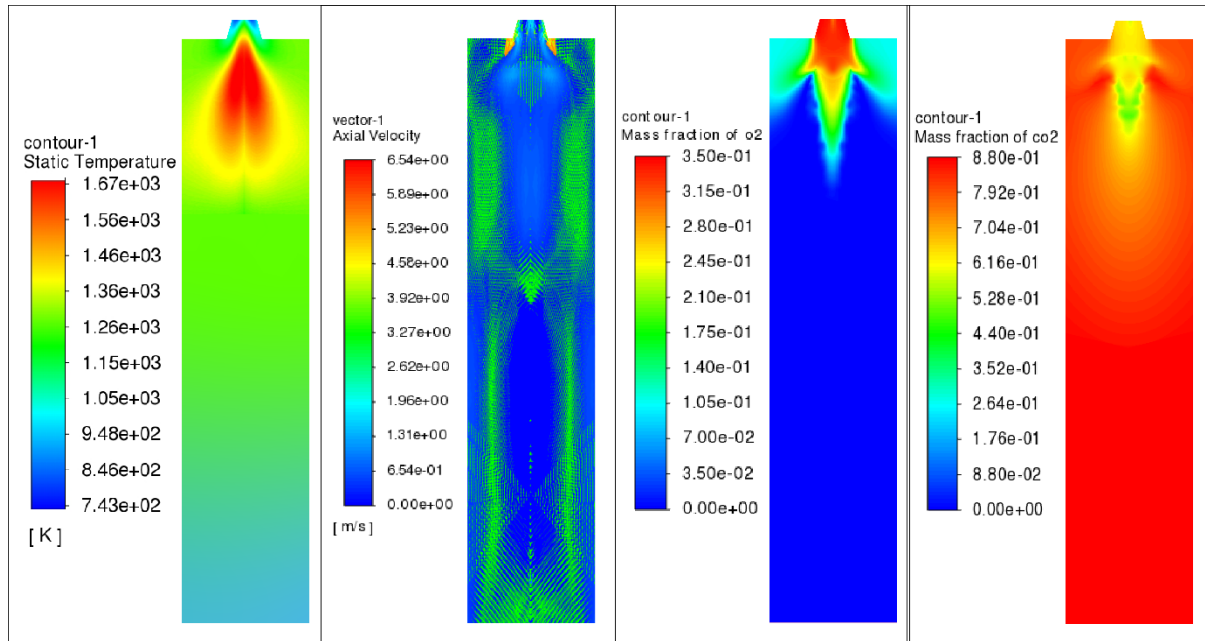 contour-1
Static Temperature
1.67e+03
1.56e+03
1.46e+03
1.36e+03
1.26e+03
1.15e+03
1.05e+03
9.48e+02
8.46e+02
7.43e+02
[ K ]
vector-1
Axial Velocity
6.54e+00
5.89e+00
5.23e+00
4.58e+00
3.92e+00
3.27e+00
2.62e+00
1.96e+00
1.31e+00
6.54e-01
0.00e+00
[ m/s ]
contour-1
Mass fraction of o2
3.50e-01
3.15e-01
2.80e-01
2.45e-01
2.10e-01
1.75e-01
1.40e-01
1.05e-01
7.00e-02
3.50e-02
0.00e+00
contour-1
Mass fraction of co2
8.80e-01
7.92e-01
7.04e-01
6.16e-01
5.28e-01
4.40e-01
3.52e-01
2.64e-01
1.76e-01
8.80e-02
0.00e+00